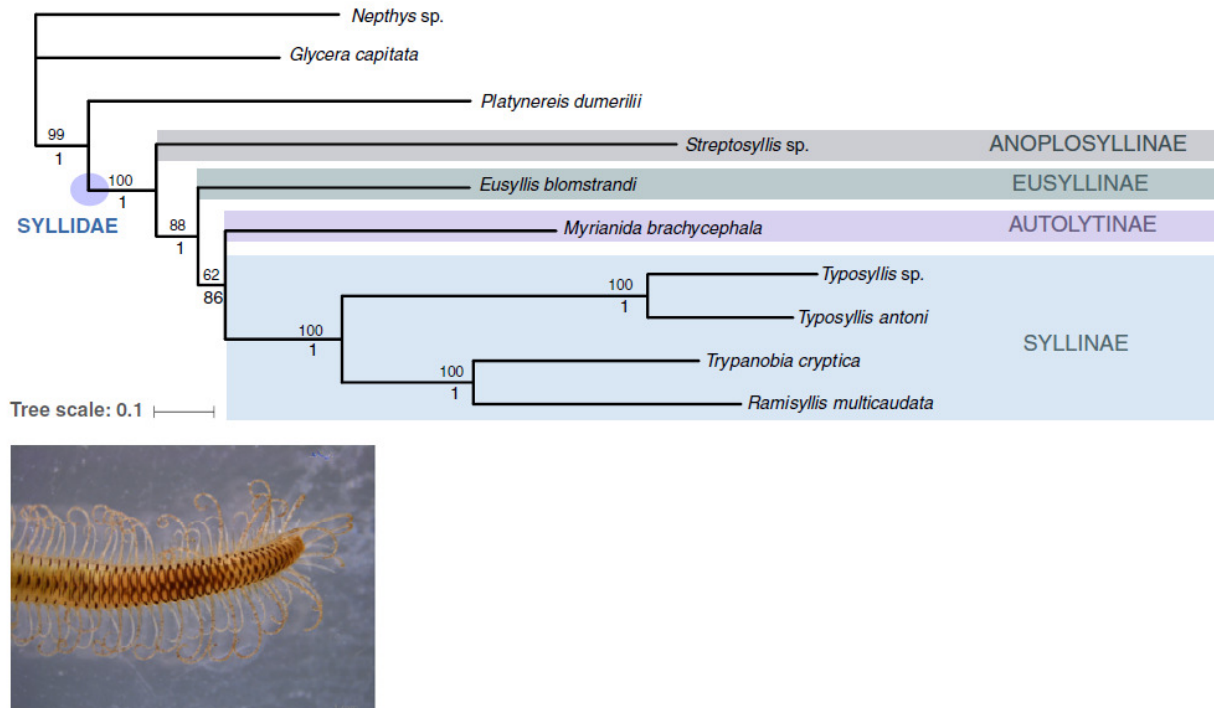 Nepthys sp.
Glycera capitata
Platynereis dumerilii
99
1
Streptosyllis sp.
ANOPLOSYLLINAE
100
1
Eusyllis blomstrandi
EUSYLLINAE
SYLLIDAE
88
1
Myrianida brachycephala
AUTOLYTINAE
62
86
Typosyllis sp.
100
1
Typosyllis antoni
100
1
SYLLINAE
Trypanobia cryptica
100
1
Ramisyllis multicaudata
Tree scale: 0.1